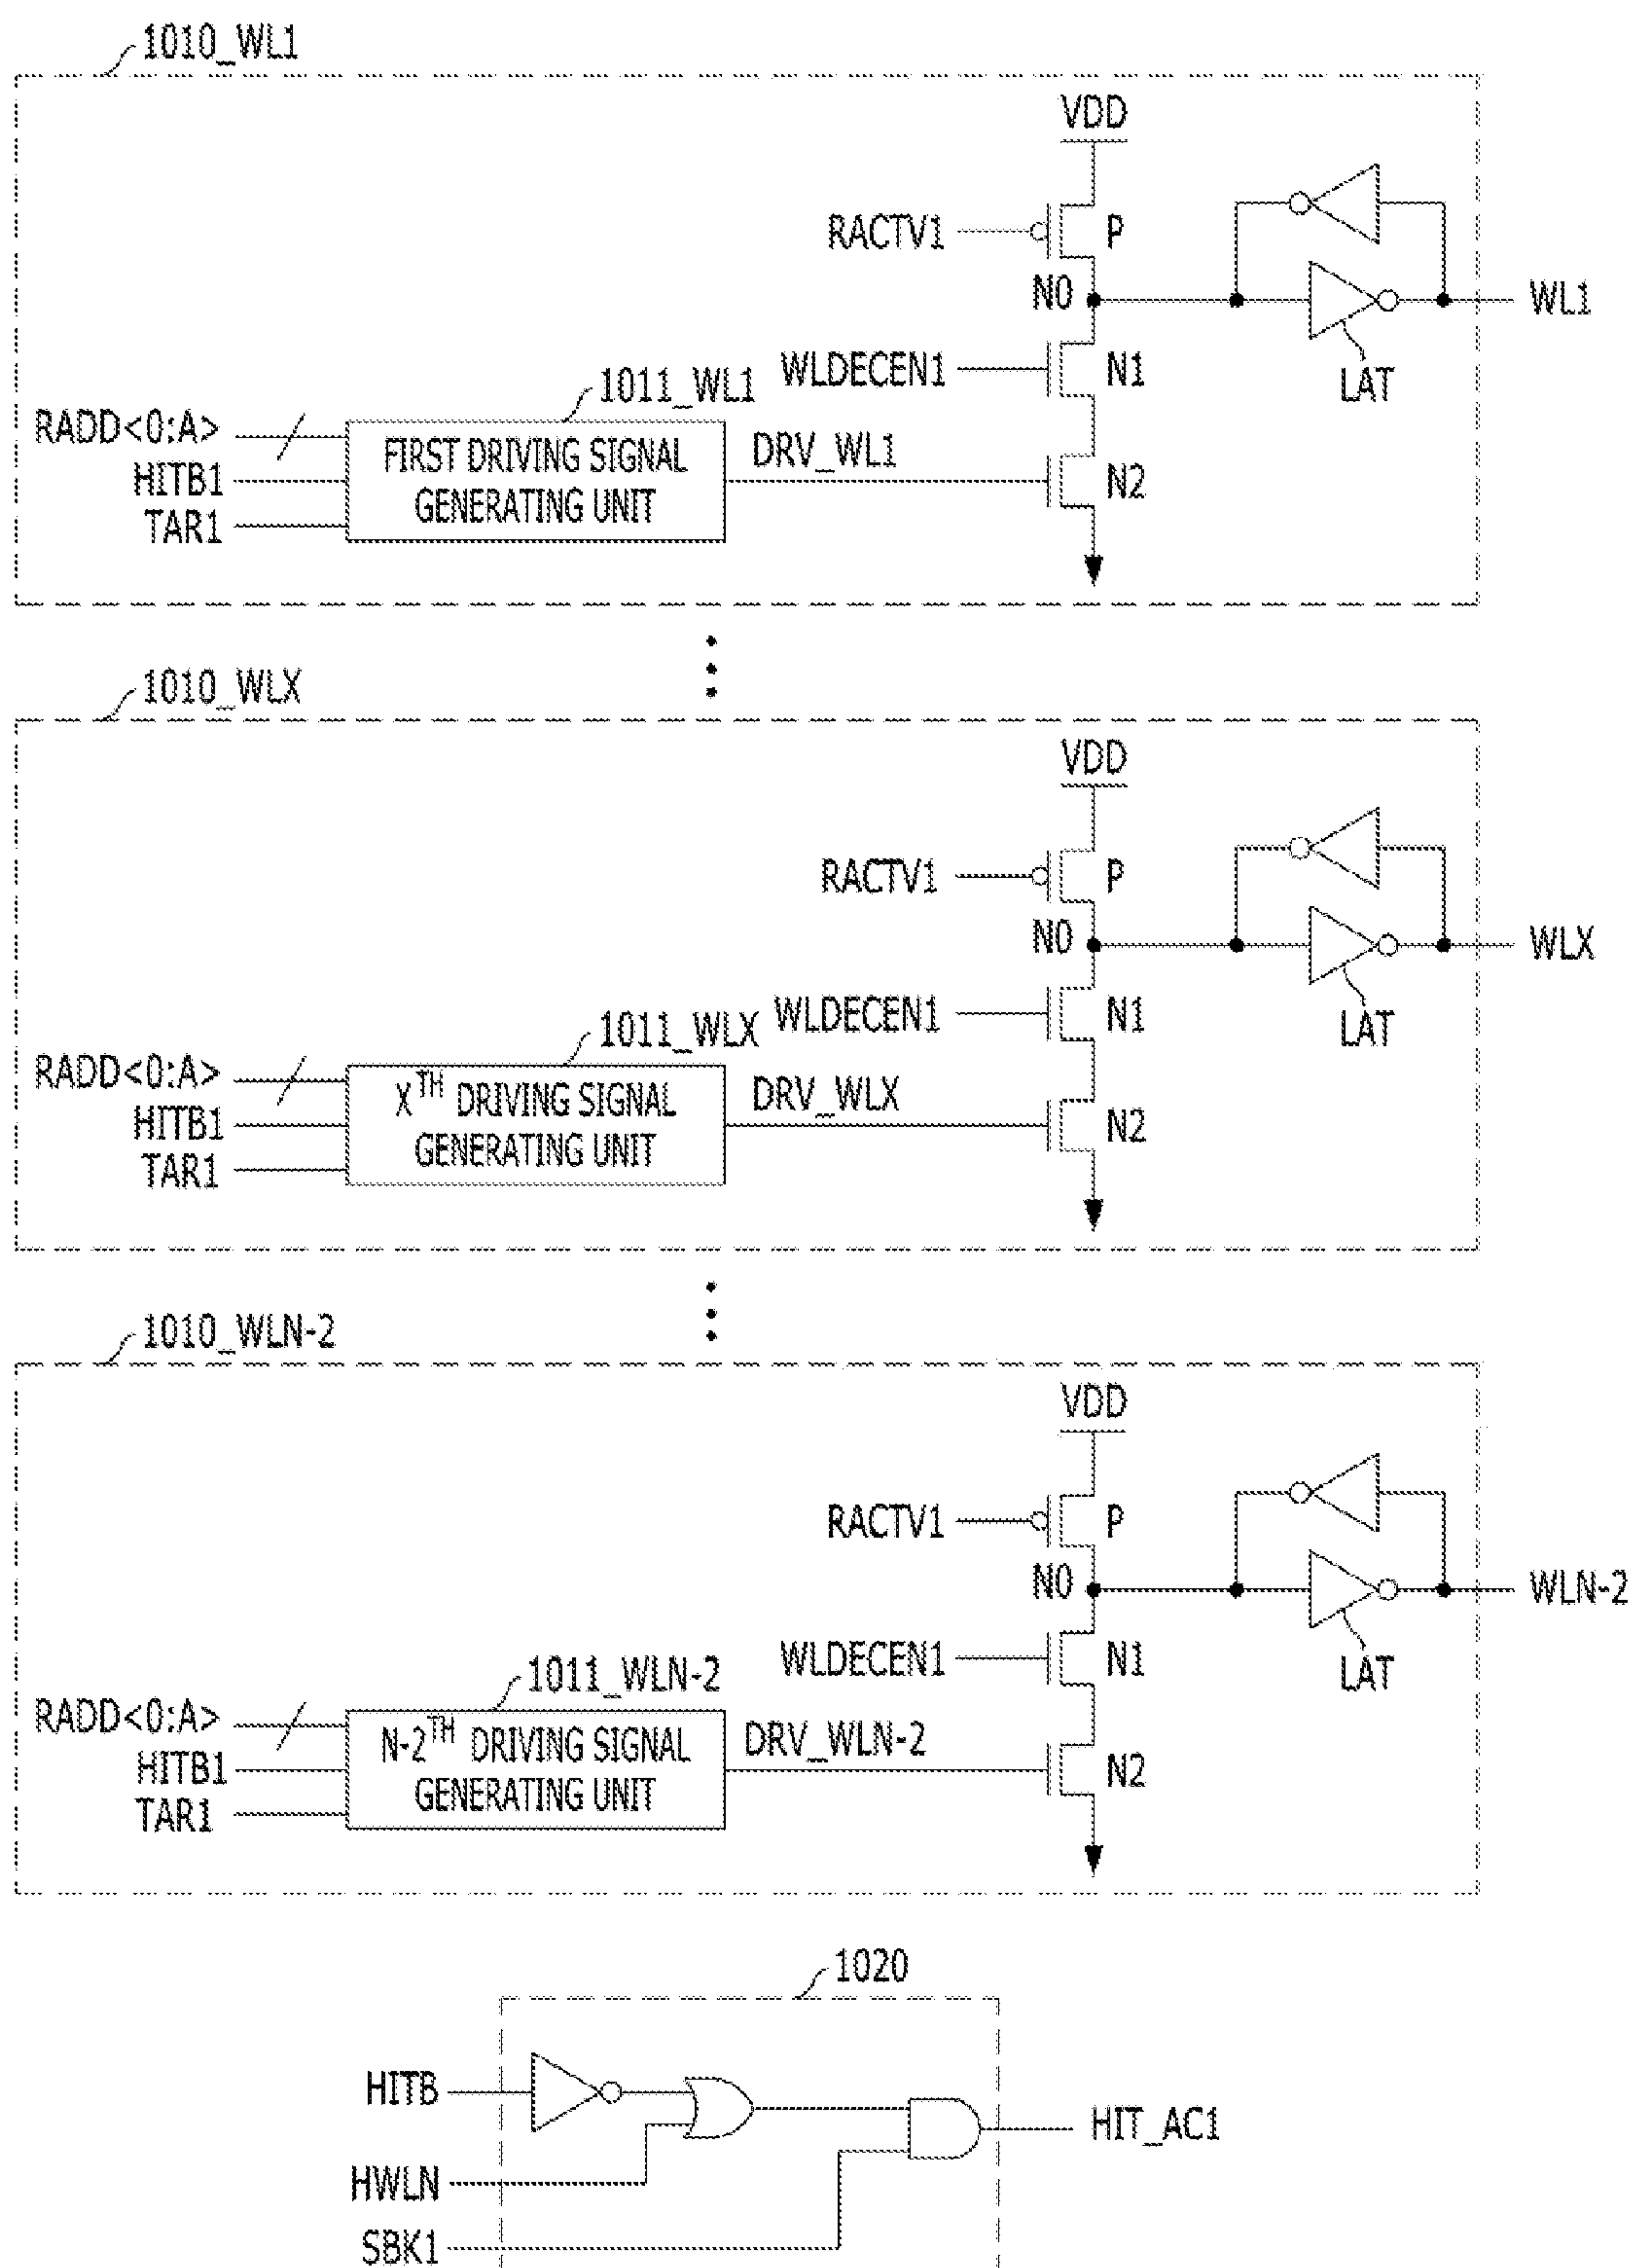 1010_WL1
VDD
RACTV1
P
N0
WL1
WLDECEN1
N1
LAT
1011_WL1
RADD<0:A>
HITB1
TAR1
FIRST DRIVING SIGNAL
GENERATING UNIT
DRV_WL1
N2
1010_WLX
VDD
RACTV1
P
N0
WLX
WLDECEN1
N1
LAT
1011_WLX
RADD<0:A>
HITB1
TAR1
X^TH DRIVING SIGNAL
GENERATING UNIT
DRV_WLX
N2
1010_WLN-2
VDD
RACTV1
P
N0
WLN-2
WLDECEN1
N1
LAT
1011_WLN-2
RADD<0:A>
HITB1
TAR1
N-2^TH DRIVING SIGNAL
GENERATING UNIT
DRV_WLN-2
N2
1020
HITB
HWLN
SBK1
HIT_AC1